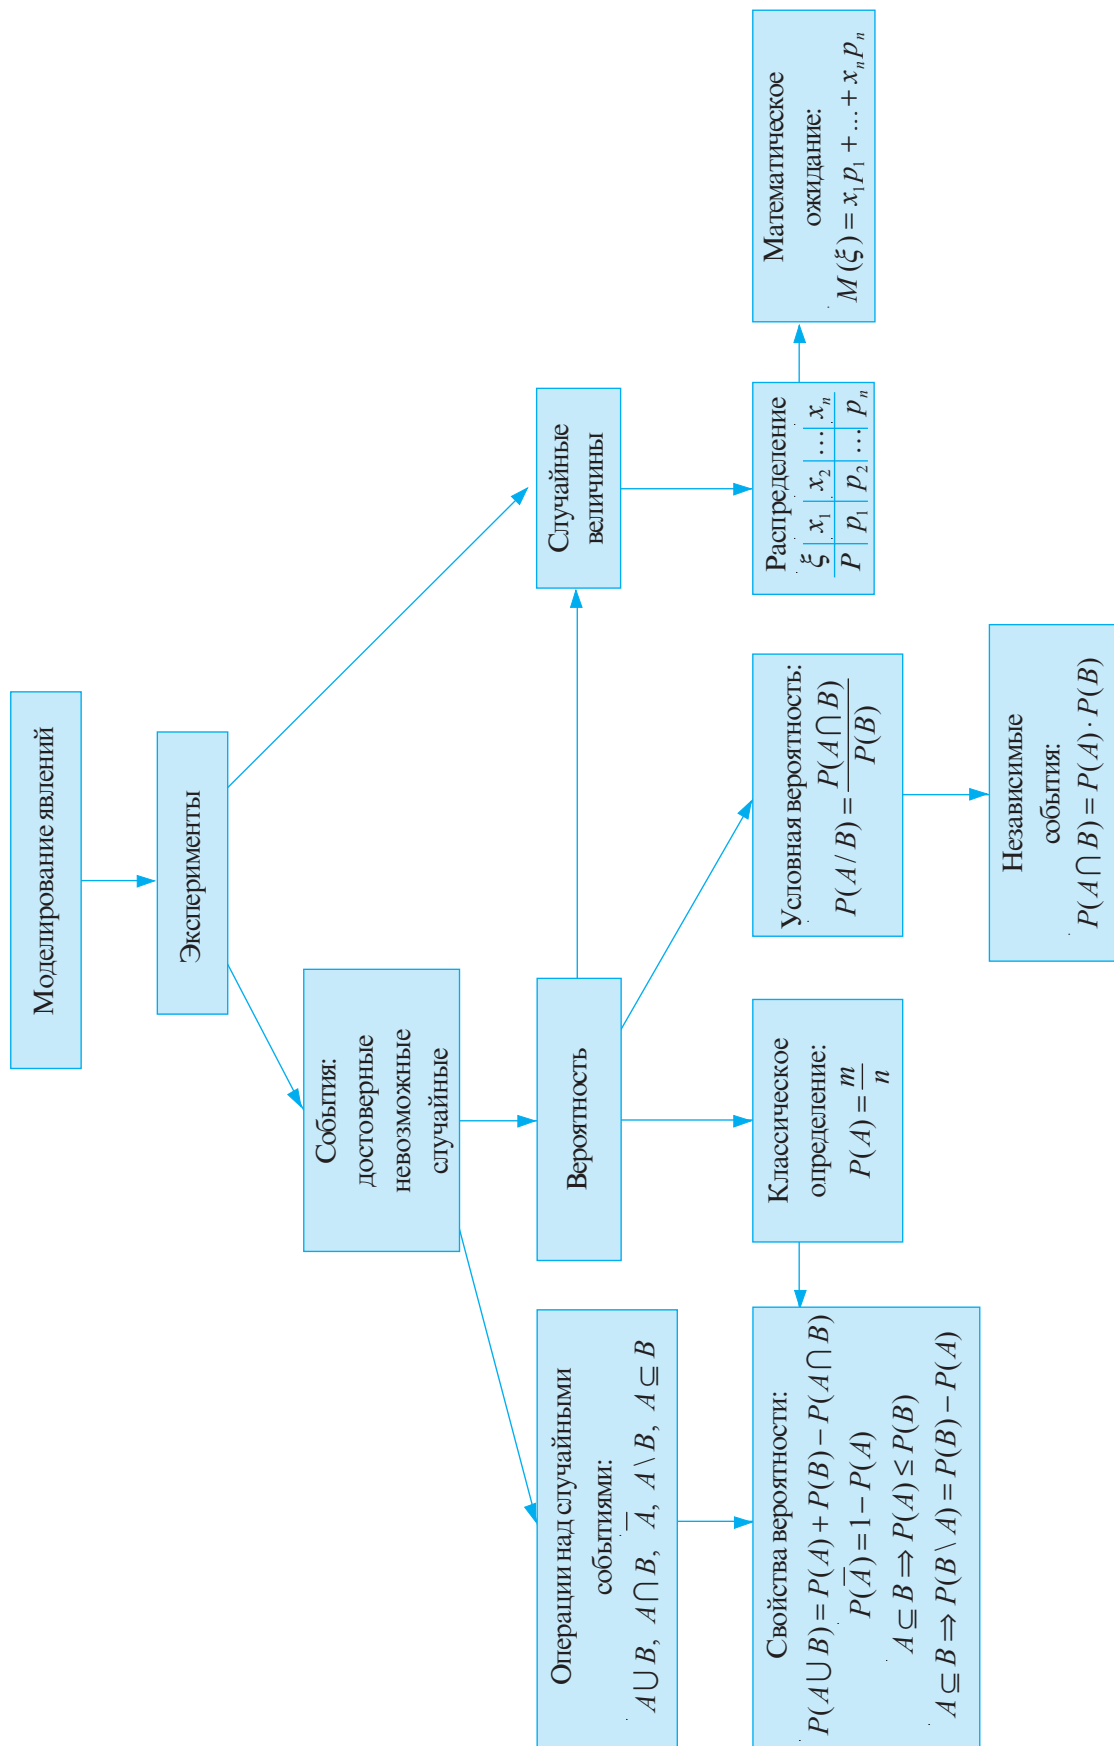 Моделирование явлений
Эксперименты
События:
достоверные
невозможные
случайные
Операции над случайными
событиями:
A ⋃ B, A ⋂ B, A̅, A \ B, A ⊆ B
Вероятность
Случайные
величины
Свойства вероятности:
P(A ⋃ B) = P(A) + P(B) − P(A ⋂ B)
P(A̅) = 1 − P(A)
A ⊆ B ⇒ P(A) ≤ P(B)
A ⊆ B ⇒ P(B \ A) = P(B) − P(A)
Классическое
определение:
P(A) = m/n
Условная вероятность:
P(A / B) = P(A ⋂ B)/P(B)
Независимые
события:
P(A ⋂ B) = P(A) · P(B)
Распределение
ξ x₁ x₂ … xₙ
P p₁ p₂ … pₙ
Математическое
ожидание:
M(ξ) = x₁p₁ + ... + xₙpₙ